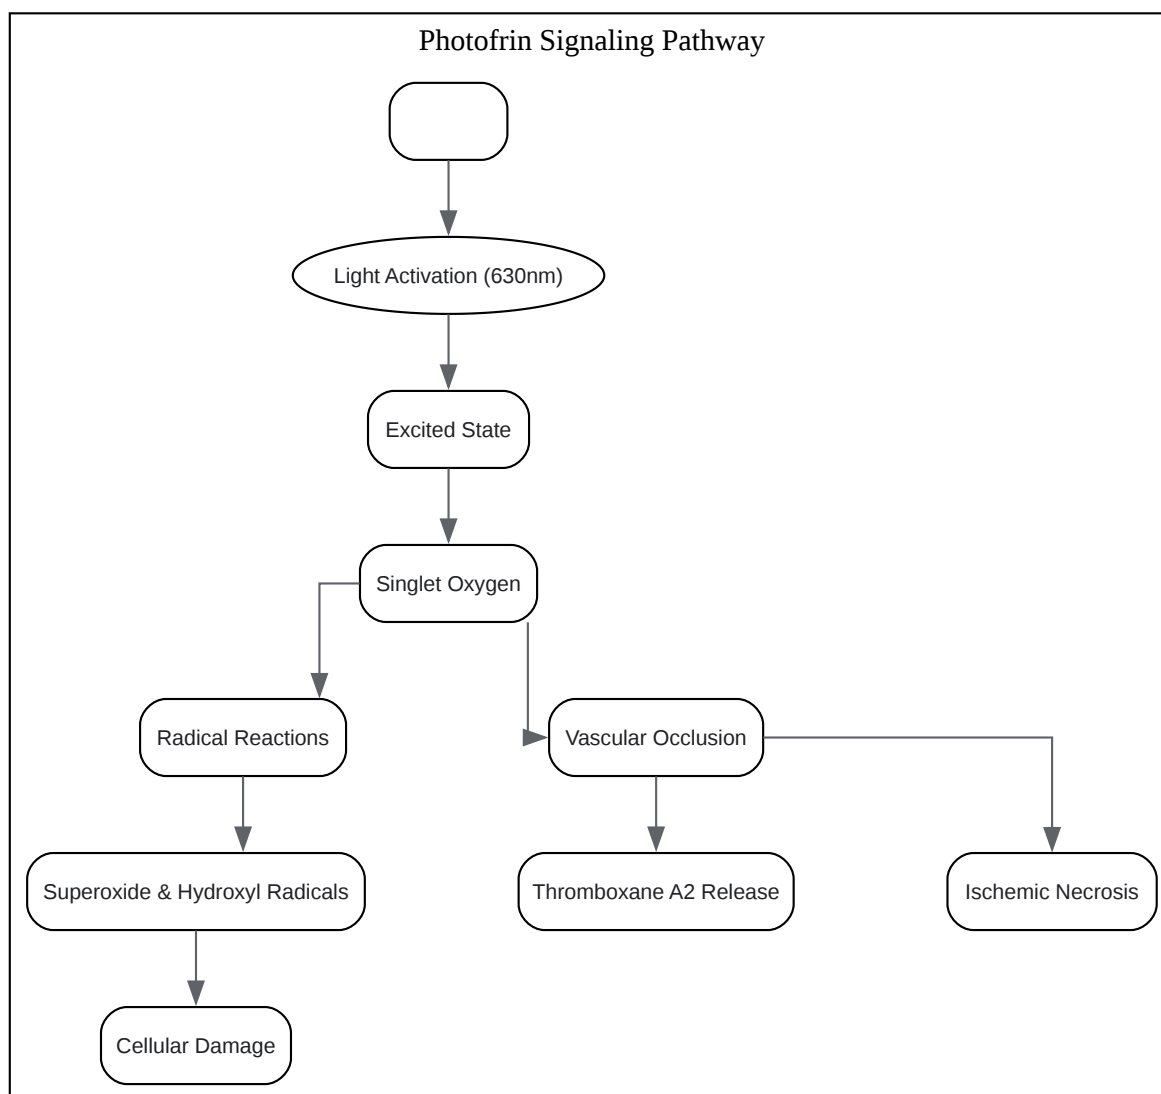 Photofrin Signaling Pathway
Light Activation (630nm)
Excited State
Singlet Oxygen
Radical Reactions
Vascular Occlusion
Superoxide & Hydroxyl Radicals
Thromboxane A2 Release
Ischemic Necrosis
Cellular Damage